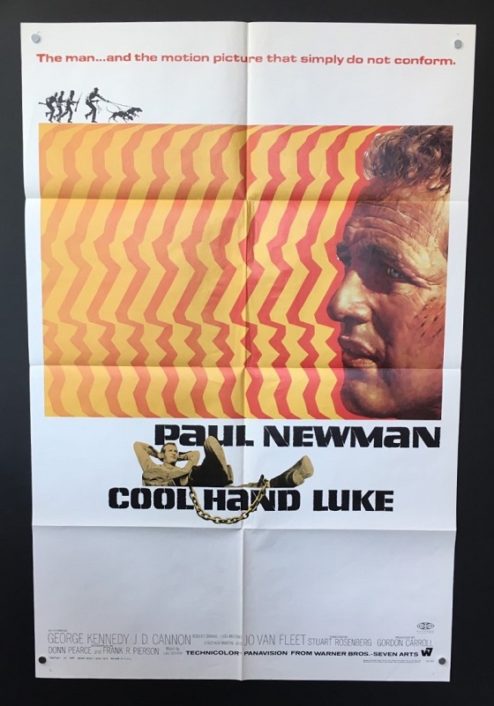 The man...and the motion picture that simply do not conform.
PAUL NEWMAN
COOL HAND LUKE
GEORGE KENNEDY J. D. CANNON JO VAN FLEET STUART ROSENBERG GORDON CARROLL
DONN PEARCE and FRANK R. PIERSON TECHNICOLOR® PANAVISION® FROM WARNER BROS.-SEVEN ARTS W